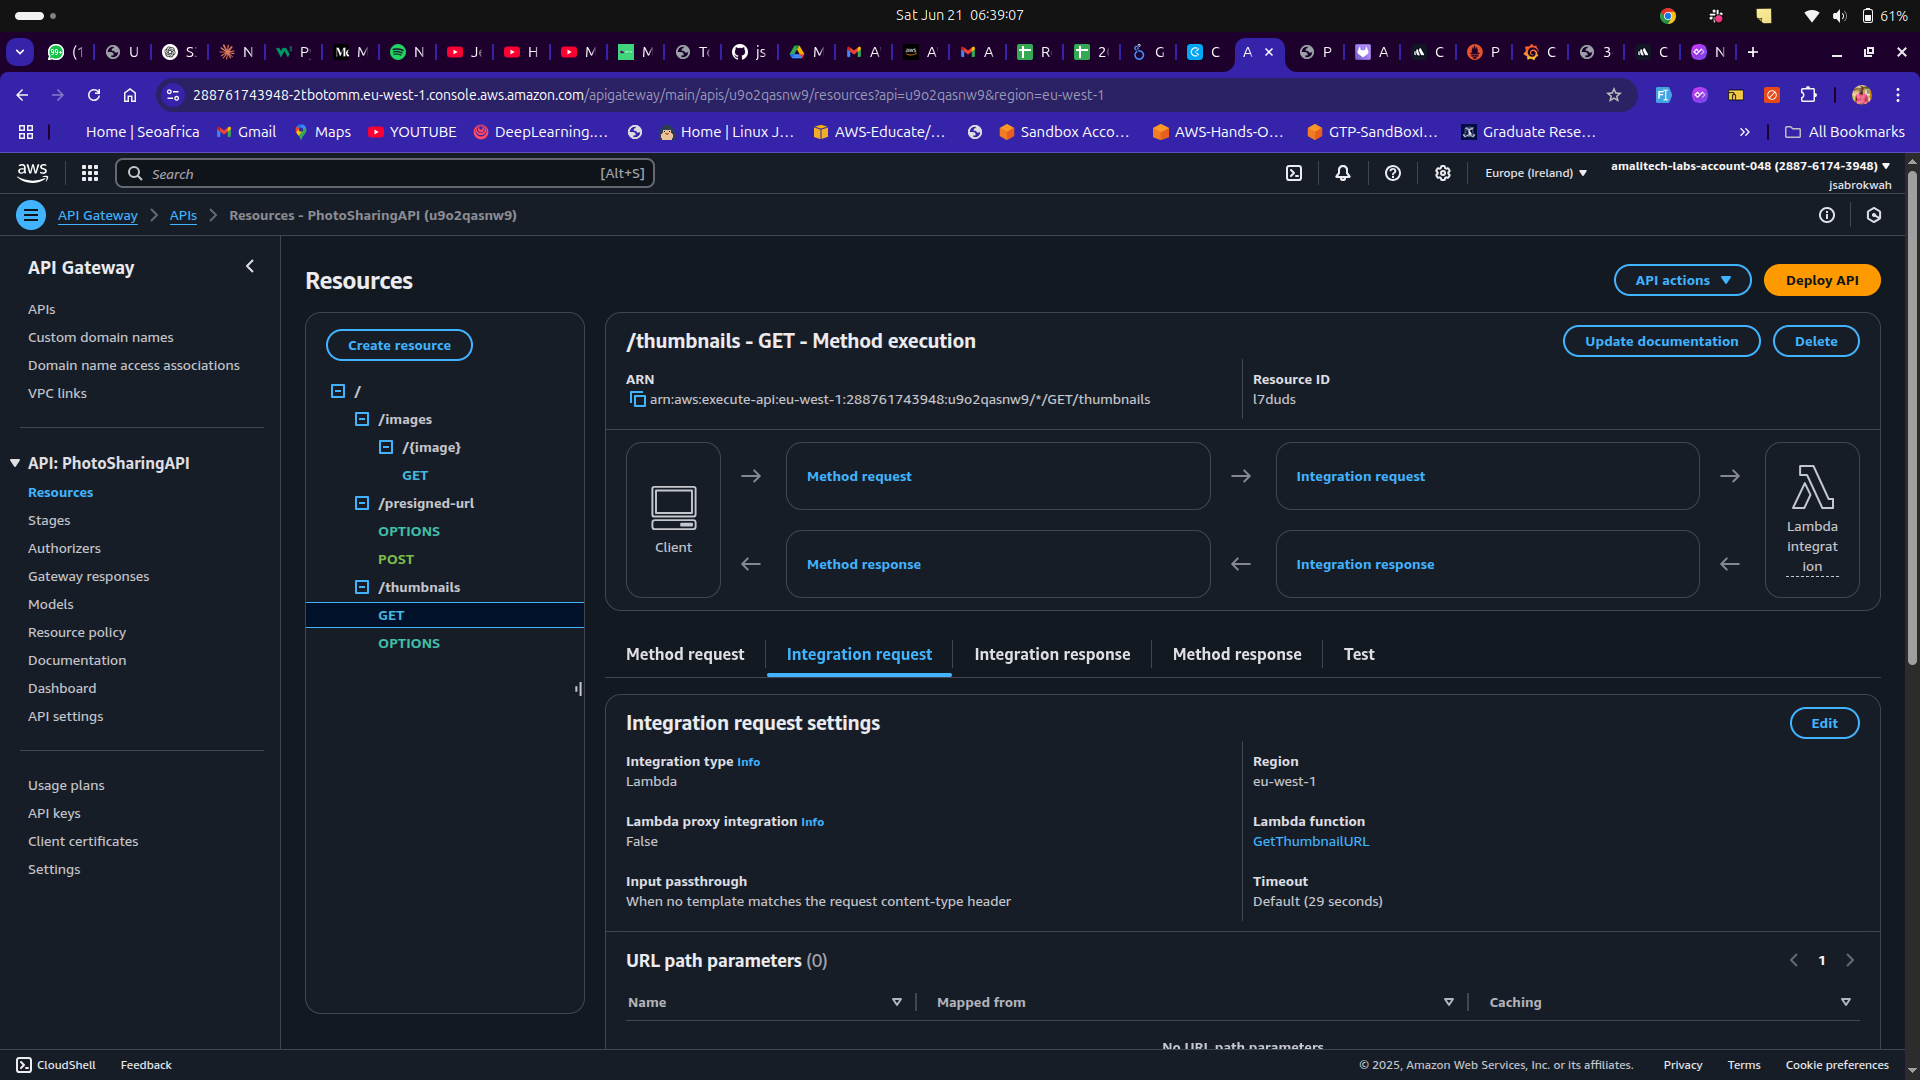 Sat Jun 21 06:39:07
61%
288761743948-2tbotomm.eu-west-1.console.aws.amazon.com/apigateway/main/apis/u9o2qasnw9/resources?api=u9o2qasnw9&region=eu-west-1
Home | Seoafrica
Gmail
Maps
YOUTUBE
DeepLearning....
Home | Linux J...
AWS-Educate/...
Sandbox Acco...
AWS-Hands-O...
GTP-SandBoxI...
Graduate Rese...
All Bookmarks
aws
Search
[Alt+S]
Europe (Ireland)
amalitech-labs-account-048 (2887-6174-3948)
jsabrokwah
API Gateway
APIs
Resources - PhotoSharingAPI (u9o2qasnw9)
API Gateway
APIs
Custom domain names
Domain name access associations
VPC links
API: PhotoSharingAPI
Resources
Stages
Authorizers
Gateway responses
Models
Resource policy
Documentation
Dashboard
API settings
Usage plans
API keys
Client certificates
Settings
Resources
API actions
Deploy API
Create resource
/
/images
/{image}
GET
/presigned-url
OPTIONS
POST
/thumbnails
GET
OPTIONS
/thumbnails - GET - Method execution
Update documentation
Delete
ARN
arn:aws:execute-api:eu-west-1:288761743948:u9o2qasnw9/*/GET/thumbnails
Resource ID
l7duds
Client
Method request
Integration request
Method response
Integration response
Lambda
integrat
ion
Method request
Integration request
Integration response
Method response
Test
Integration request settings
Edit
Integration type Info
Lambda
Region
eu-west-1
Lambda proxy integration Info
False
Lambda function
GetThumbnailURL
Input passthrough
When no template matches the request content-type header
Timeout
Default (29 seconds)
URL path parameters (0)
1
Name
Mapped from
Caching
No URL path parameters
CloudShell
Feedback
© 2025, Amazon Web Services, Inc. or its affiliates.
Privacy
Terms
Cookie preferences